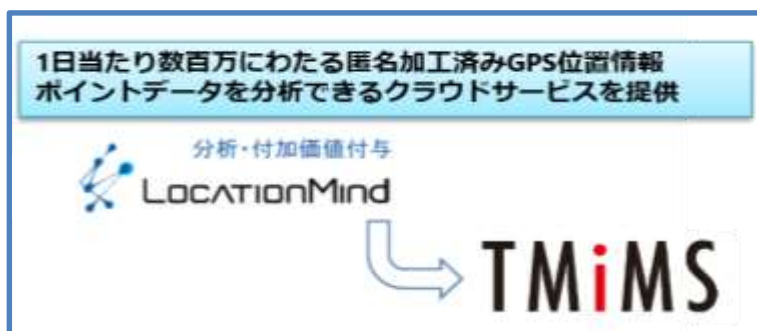 1日当たり数百万にわたる匿名加工済みGPS位置情報
ポイントデータを分析できるクラウドサービスを提供
分析・付加価値付与
LocATIonMind
TMiMS